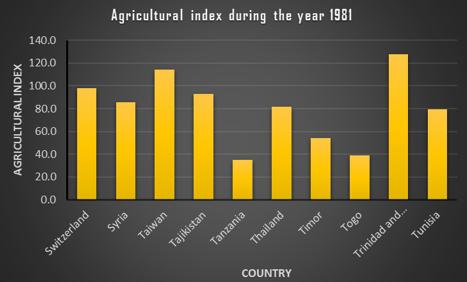 Agricultural index during the year 1981
AGRICULTURAL INDEX
140.0
120.0
100.0
80.0
60.0
40.0
20.0
0.0
Switzerland
Syria
Taiwan
Tajikistan
Tanzania
Thailand
Timor
Togo
Trinidad and...
Tunisia
COUNTRY